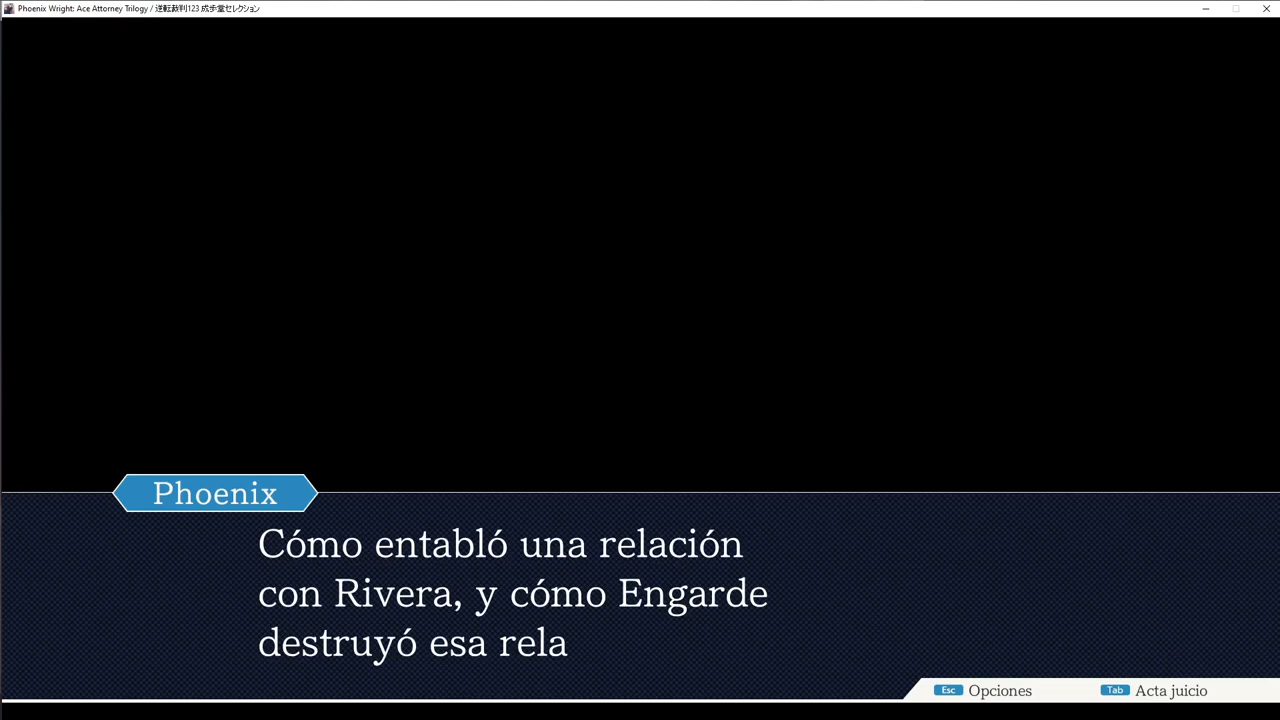 Phoenix Wright: Ace Attorney Trilogy / 逆転裁判123 成歩堂セレクション
Phoenix
Cómo entabló una relación
con Rivera, y cómo Engarde
destruyó esa rela
Esc Opciones Tab Acta juicio